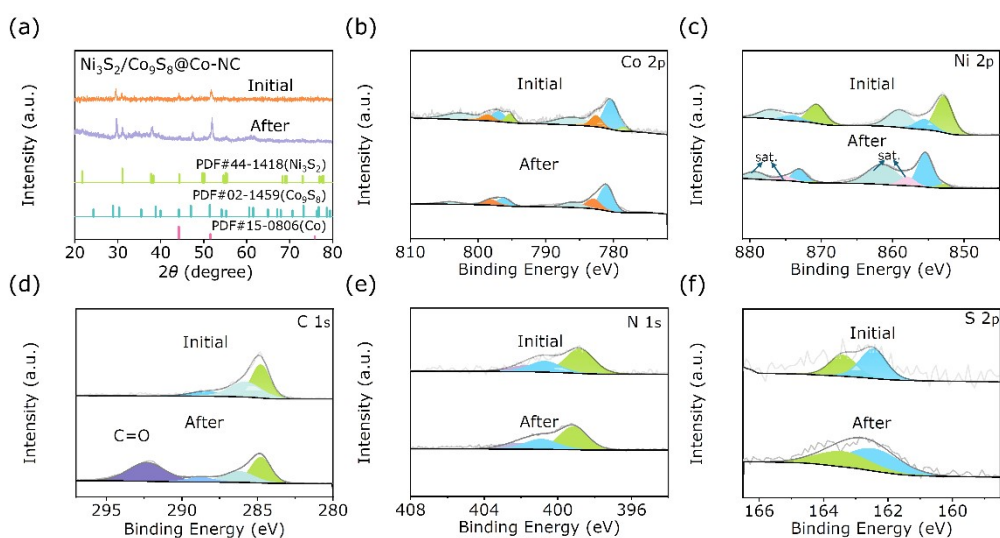 (a)
Ni₃S₂/Co₉S₈@Co-NC
Initial
After
PDF#44-1418(Ni₃S₂)
PDF#02-1459(Co₉S₈)
PDF#15-0806(Co)
20 30 40 50 60 70 80
2θ (degree)
Intensity (a.u.)
(b)
Co 2p
Initial
After
810 800 790 780
Binding Energy (eV)
Intensity (a.u.)
(c)
Ni 2p
Initial
After
sat.
sat.
880 870 860 850
Binding Energy (eV)
Intensity (a.u.)
(d)
C 1s
Initial
After
C=O
295 290 285 280
Binding Energy (eV)
Intensity (a.u.)
(e)
N 1s
Initial
After
408 404 400 396 392
Binding Energy (eV)
Intensity (a.u.)
(f)
S 2p
Initial
After
166 164 162 160
Binding Energy (eV)
Intensity (a.u.)